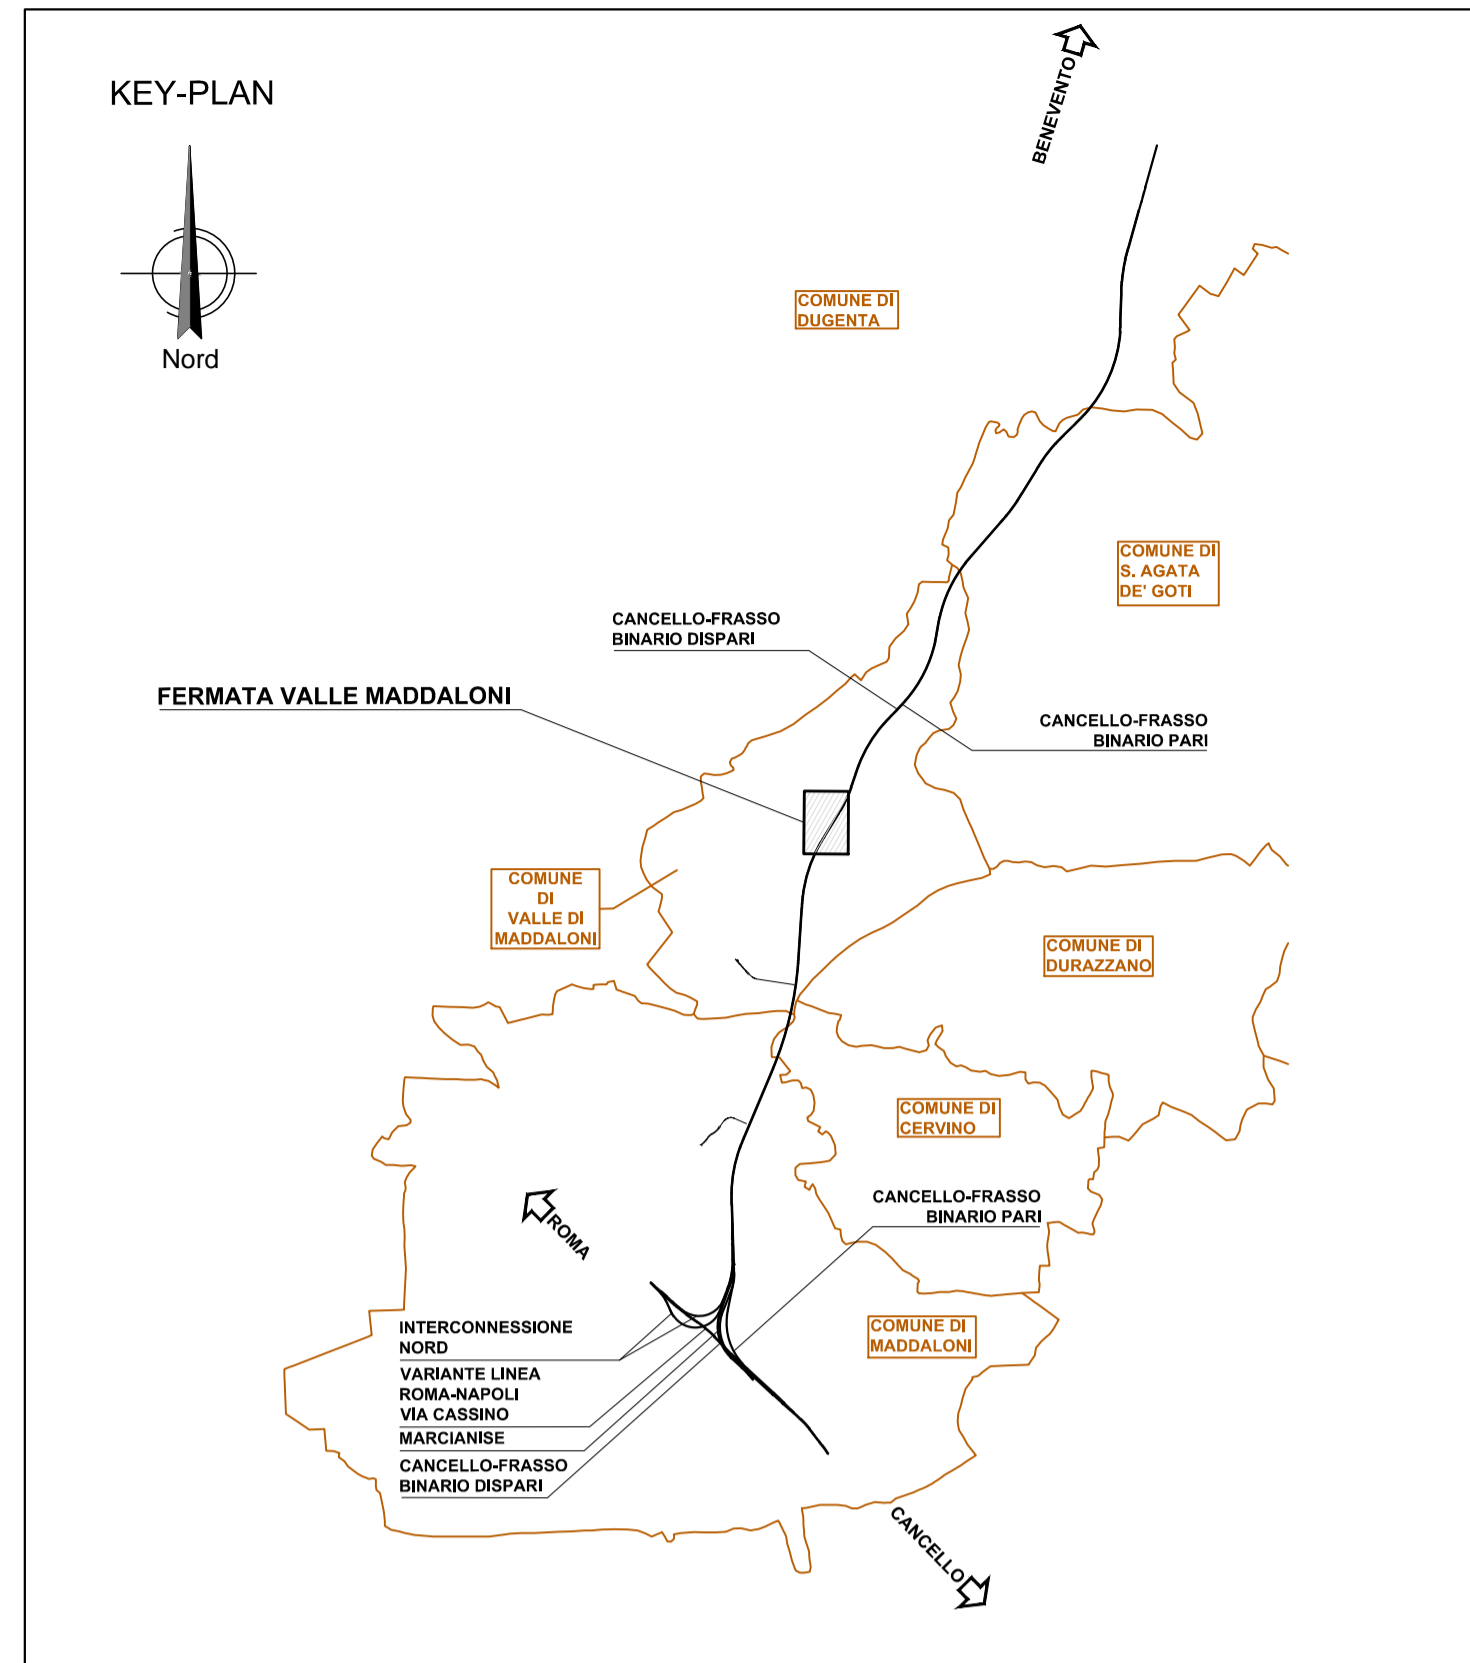 KEY-PLAN
Nord
BENEVENTO
COMUNE DI
DUGENTA
COMUNE DI
S. AGATA
DE' GOTI
CANCELLO-FRASSO
BINARIO DISPARI
FERMATA VALLE MADDALONI
CANCELLO-FRASSO
BINARIO PARI
COMUNE
DI
VALLE DI
MADDALONI
COMUNE DI
DURAZZANO
COMUNE DI
CERVINO
CANCELLO-FRASSO
BINARIO PARI
ROMA
INTERCONNESSIONE
NORD
VARIANTE LINEA
ROMA-NAPOLI
VIA CASSINO
MARCIANISE
CANCELLO-FRASSO
BINARIO DISPARI
COMUNE DI
MADDALONI
CANCELLO